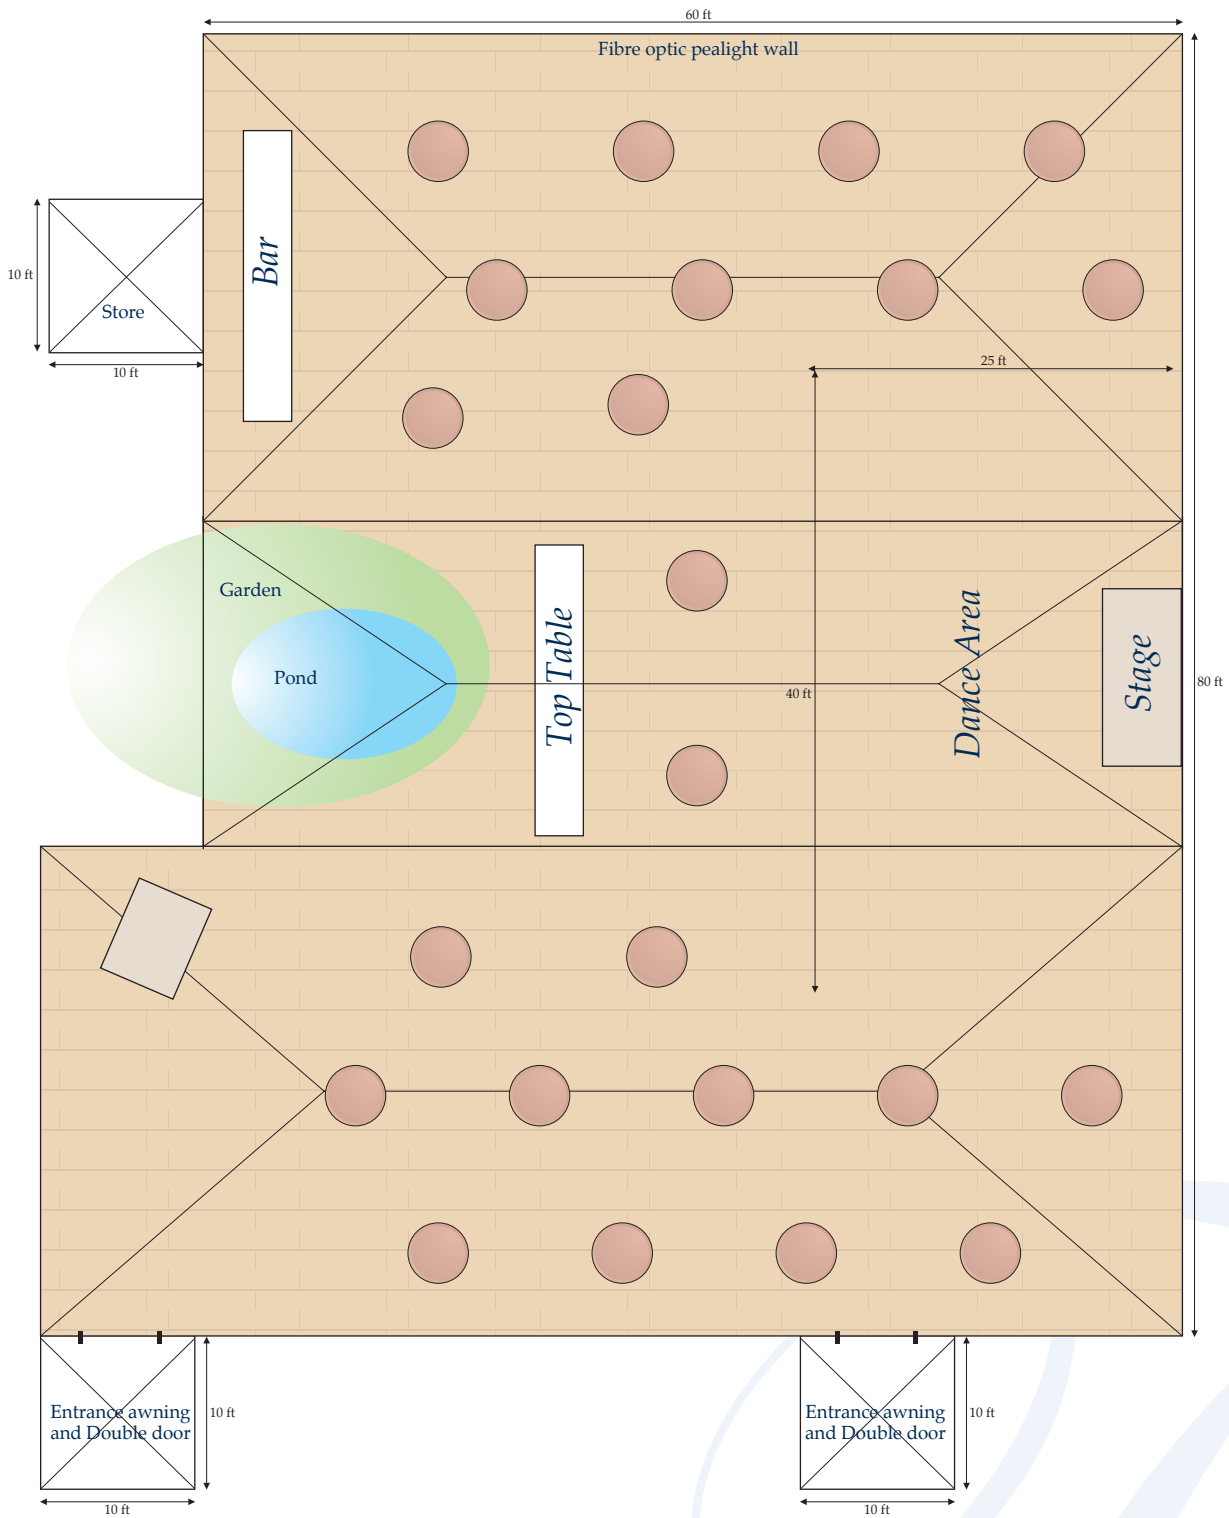 60 ft
Fibre optic pealight wall
Bar
10 ft
Store
10 ft
25 ft
Garden
Pond
Top Table
40 ft
Dance Area
Stage
80 ft
Entrance awning
and Double door
10 ft
10 ft
Entrance awning
and Double door
10 ft
10 ft